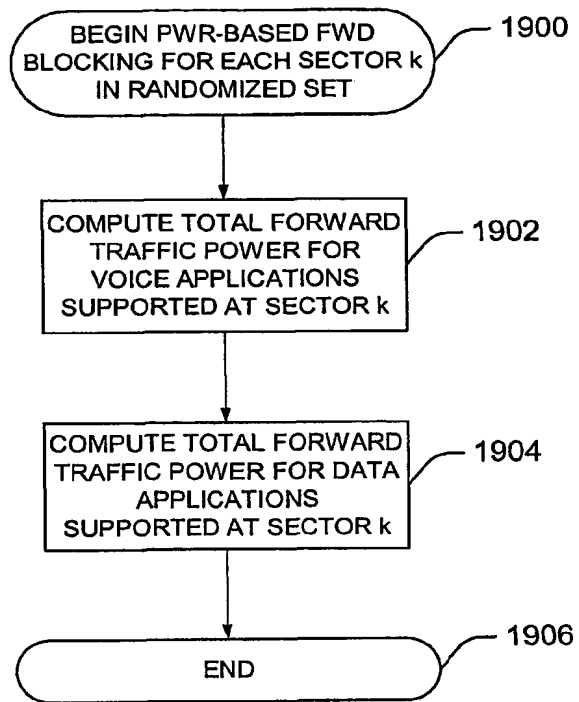 BEGIN PWR-BASED FWD
BLOCKING FOR EACH SECTOR k
IN RANDOMIZED SET
1900
COMPUTE TOTAL FORWARD
TRAFFIC POWER FOR
VOICE APPLICATIONS
SUPPORTED AT SECTOR k
1902
COMPUTE TOTAL FORWARD
TRAFFIC POWER FOR DATA
APPLICATIONS
SUPPORTED AT SECTOR k
1904
END
1906